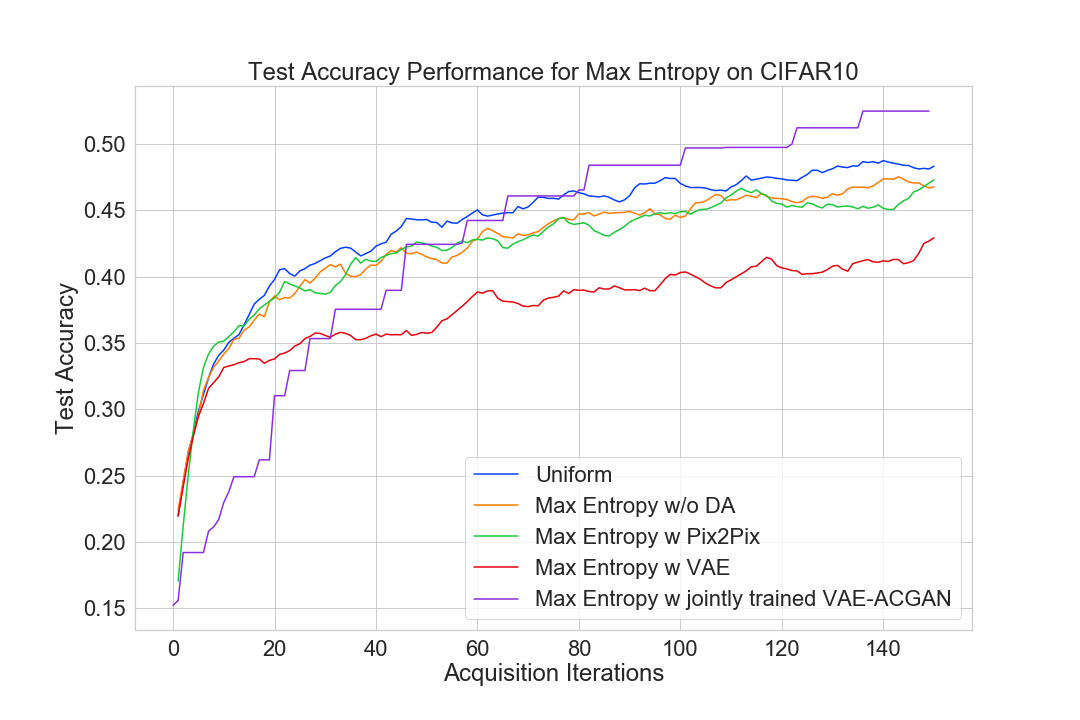 Test Accuracy Performance for Max Entropy on CIFAR10
0.50
0.45
0.40
0.35
0.30
0.25
0.20
0.15
Test Accuracy
Uniform
Max Entropy w/o DA
Max Entropy w Pix2Pix
Max Entropy w VAE
Max Entropy w jointly trained VAE-ACGAN
0 20 40 60 80 100 120 140
Acquisition Iterations